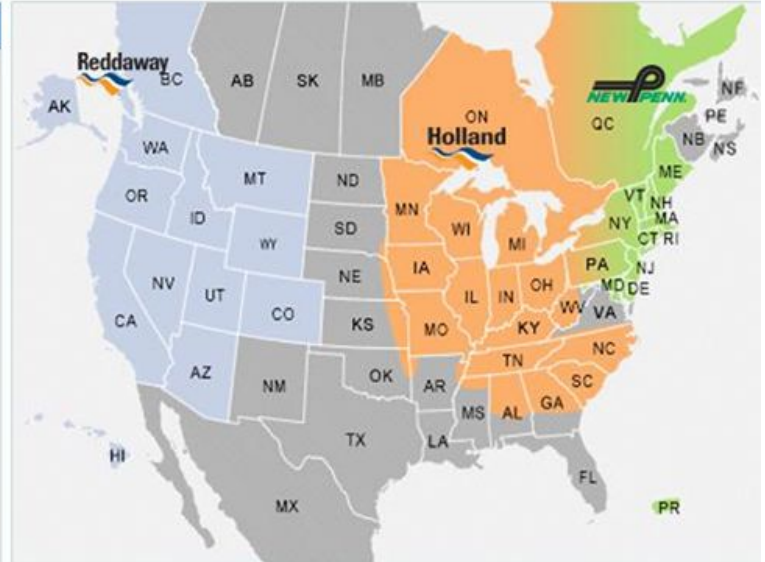 Reddaway
BC
AB
SK
MB
AK
ON
Holland
NEW PENN
QC
NF
PE
NB
NS
WA
MT
ND
MN
ME
OR
ID
SD
WI
MI
VT
NH
NY
MA
CT RI
WY
NE
IA
PA
NJ
NV
UT
CO
IL
IN
OH
MD
DE
CA
KS
MO
WV
VA
KY
AZ
NM
OK
AR
TN
NC
SC
MS
AL
GA
TX
LA
HI
FL
MX
PR